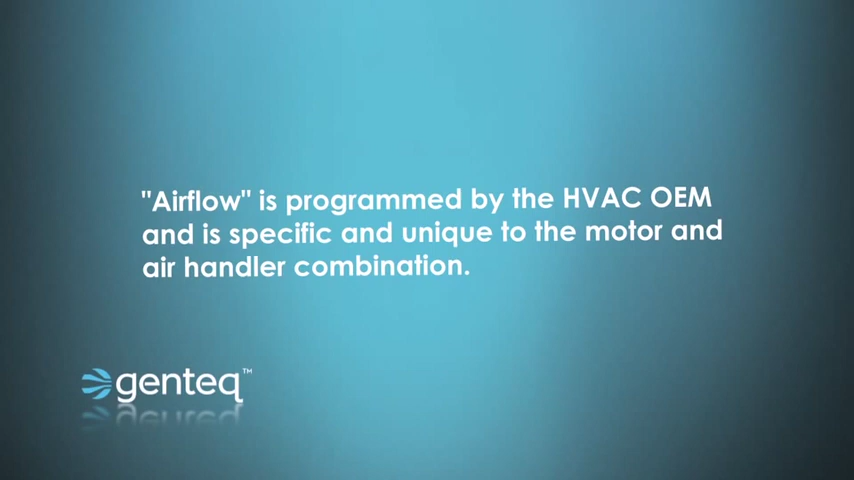 "Airflow" is programmed by the HVAC OEM
and is specific and unique to the motor and
air handler combination.
genteq™